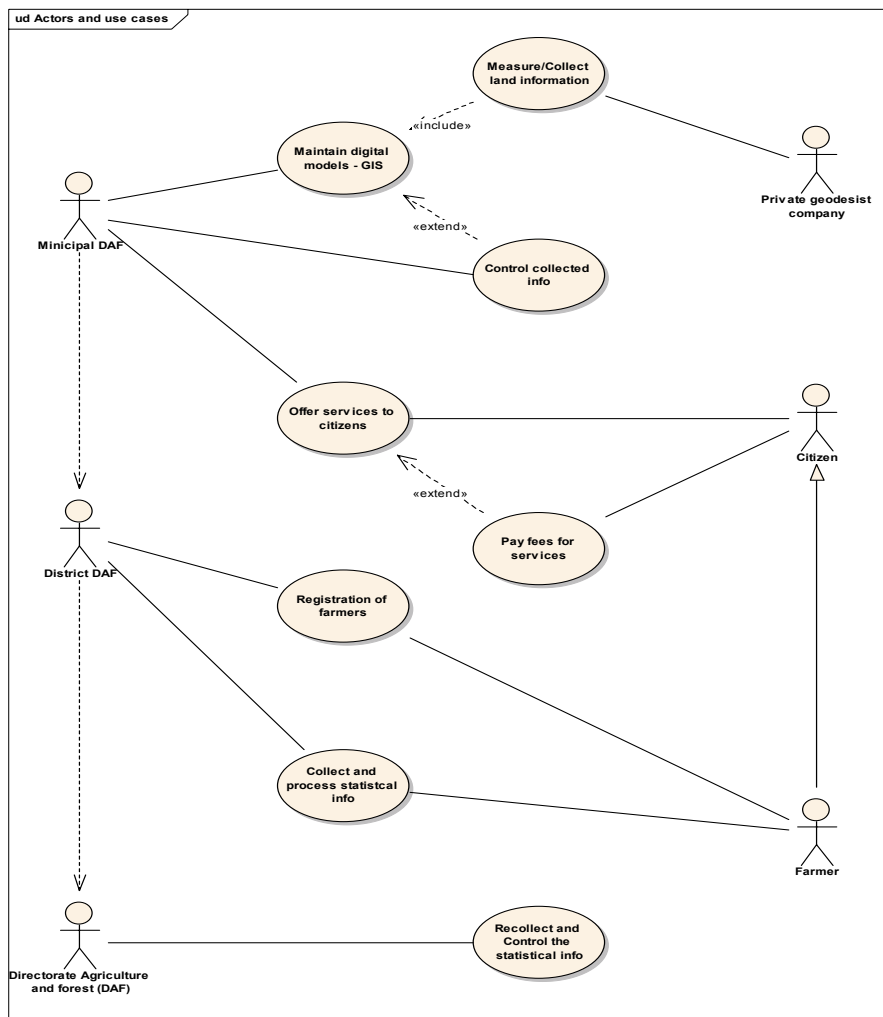 ud Actors and use cases
Measure/Collect
land information
«include»
Maintain digital
models - GIS
Private geodesist
company
Minicipal DAF
«extend»
Control collected
info
Offer services to
citizens
Citizen
«extend»
Pay fees for
services
District DAF
Registration of
farmers
Collect and
process statistcal
info
Farmer
Recollect and
Control the
statistical info
Directorate Agriculture
and forest (DAF)